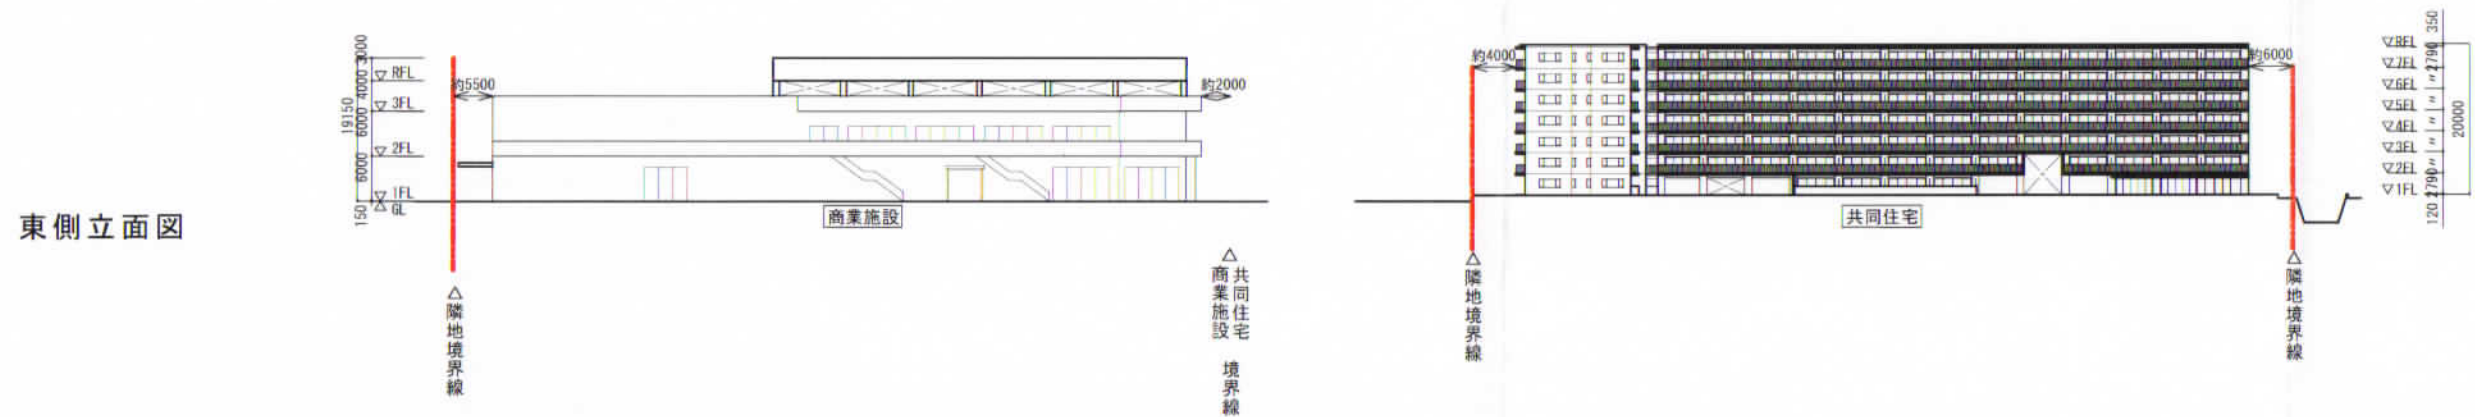 東側立面図
3000
4000
6000
6000
150
19150
▽ RFL
▽ 3FL
▽ 2FL
▽ 1FL
△ GL
約5500
約2000
商業施設
△隣地境界線
△
共同住宅
商業施設
境界線
約4000
約6000
共同住宅
△隣地境界線
△隣地境界線
▽RFL
▽7FL
▽6FL
▽5FL
▽4FL
▽3FL
▽2FL
▽1FL
350
2790
〃
〃
〃
〃
〃
2790
120
20000